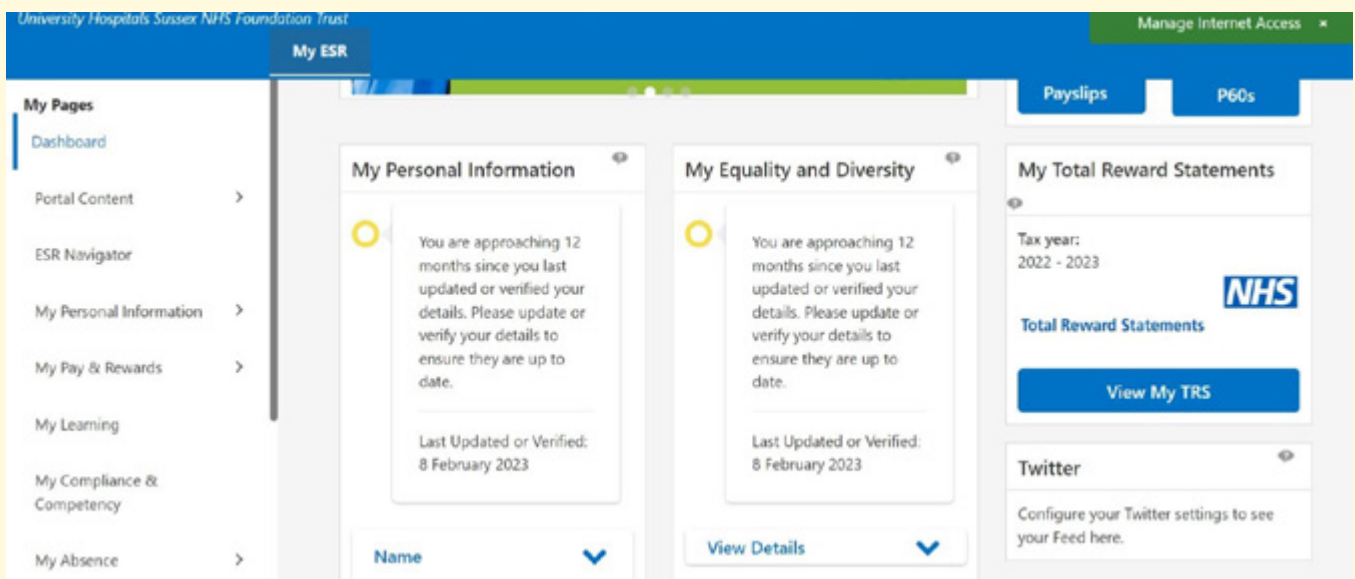 University Hospitals Sussex NHS Foundation Trust
Manage Internet Access ×
My ESR
My Pages
Dashboard
Portal Content
ESR Navigator
My Personal Information
My Pay & Rewards
My Learning
My Compliance &
Competency
My Absence
My Personal Information
You are approaching 12
months since you last
updated or verified your
details. Please update or
verify your details to
ensure they are up to
date.
Last Updated or Verified:
8 February 2023
Name
My Equality and Diversity
You are approaching 12
months since you last
updated or verified your
details. Please update or
verify your details to
ensure they are up to
date.
Last Updated or Verified:
8 February 2023
View Details
Payslips
P60s
My Total Reward Statements
Tax year:
2022 - 2023
NHS
Total Reward Statements
View My TRS
Twitter
Configure your Twitter settings to see
your Feed here.